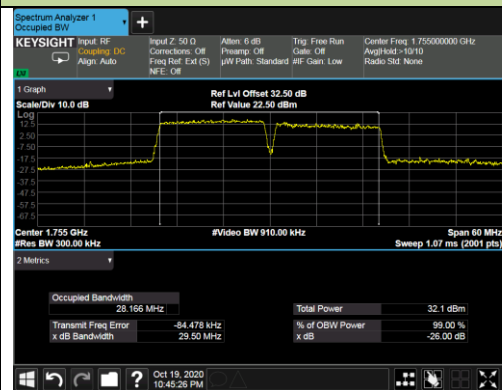 Spectrum Analyzer 1
Occupied BW
KEYSIGHT
Input: RF
Coupling: DC
Align: Auto
Input Z: 50 Ω
Corrections: Off
Freq Ref: Ext (S)
NFE: Off
Atten: 6 dB
Preamp: Off
µW Path: Standard
Trig: Free Run
Gate: Off
#IF Gain: Low
Center Freq: 1.755000000 GHz
Avg|Hold:>10/10
Radio Std: None
1 Graph
Scale/Div 10.0 dB
Ref Lvl Offset 32.50 dB
Ref Value 22.50 dBm
Log
12.5
2.50
-7.50
-17.5
-27.5
-37.5
-47.5
-57.5
-67.5
Center 1.755 GHz
#Video BW 910.00 kHz
Span 60 MHz
#Res BW 300.00 kHz
Sweep 1.07 ms (2001 pts)
2 Metrics
Occupied Bandwidth
28.166 MHz
Total Power 32.1 dBm
Transmit Freq Error -84.478 kHz
% of OBW Power 99.00 %
x dB Bandwidth 29.50 MHz
x dB -26.00 dB
?
Oct 19, 2020
10:45:26 PM